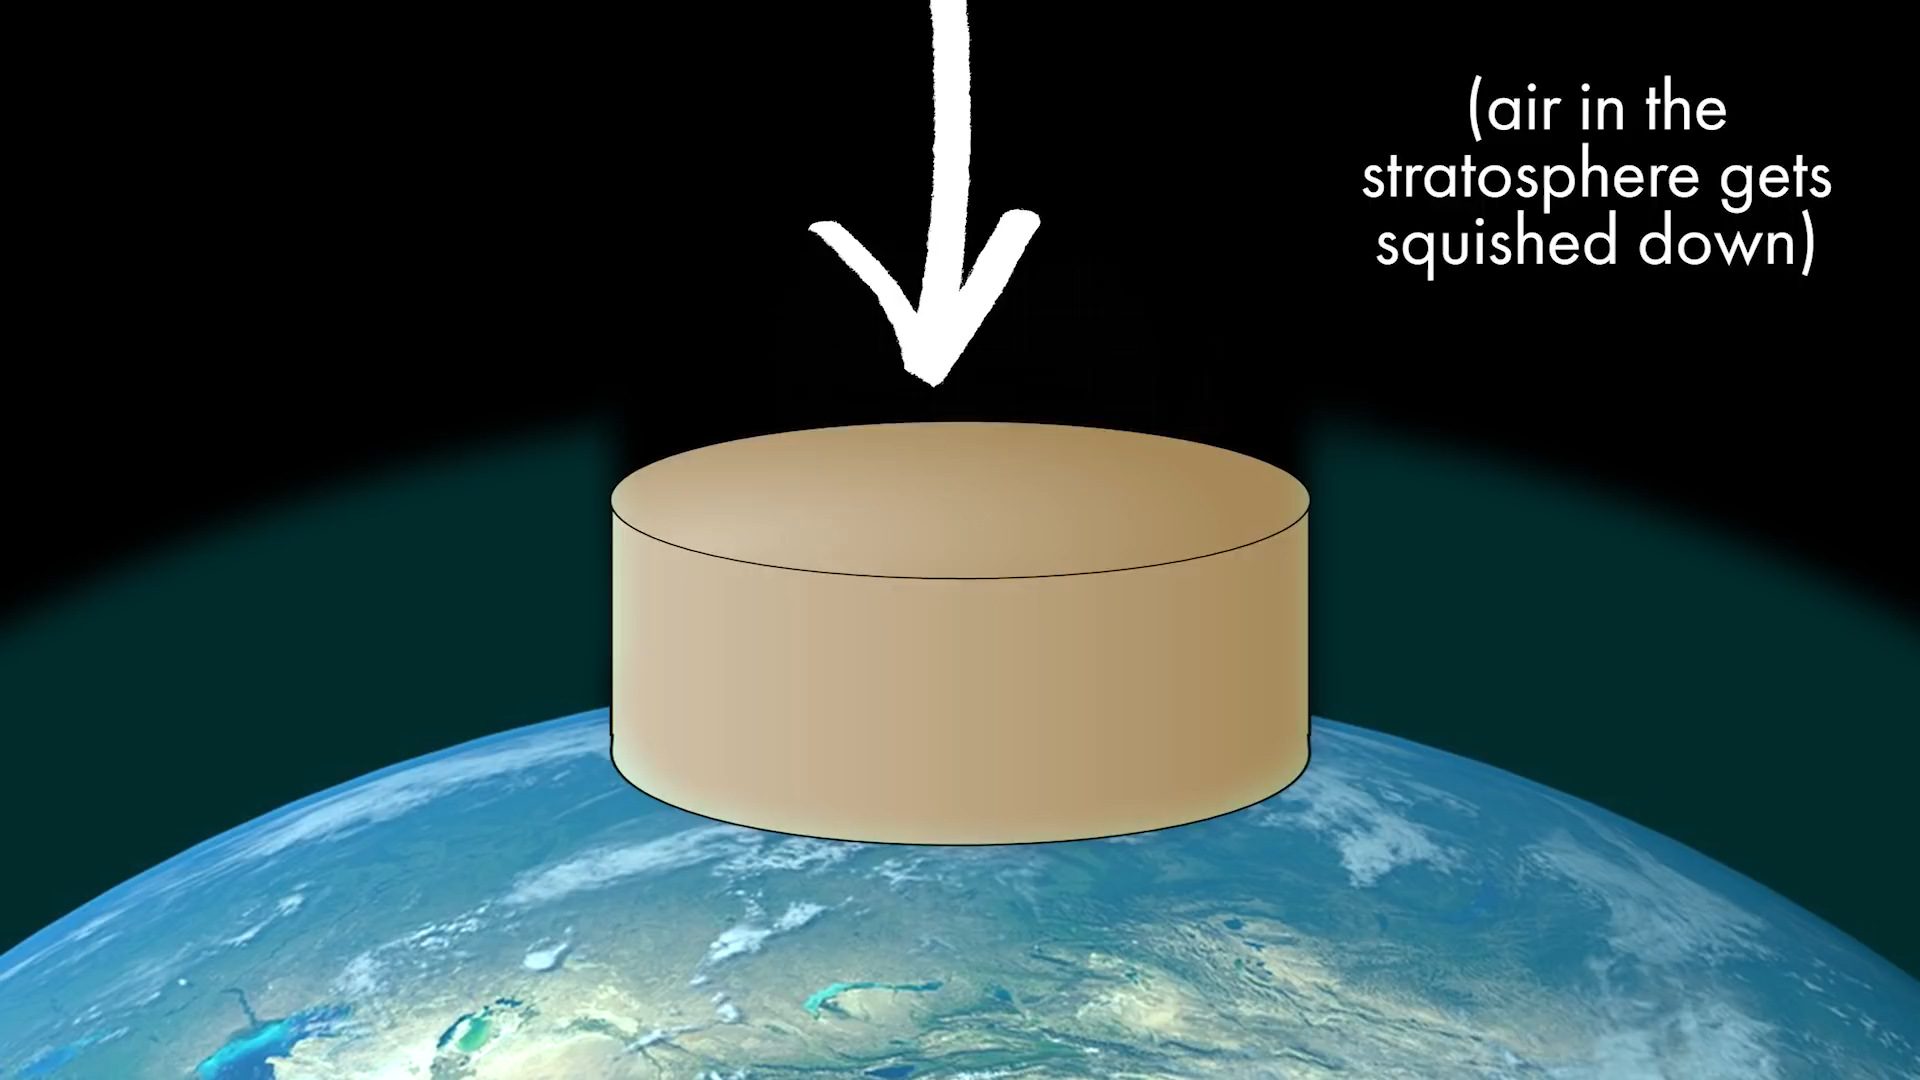 (air in the
stratosphere gets
squished down)